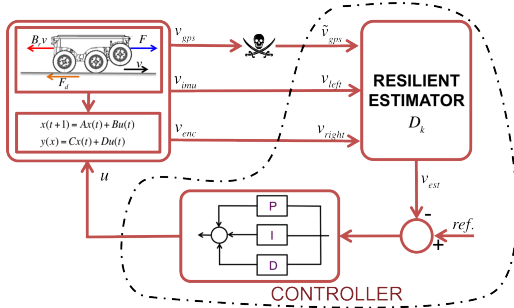 B_r v
F
v
F_d
x(t+1) = Ax(t) + Bu(t)
y(x) = Cx(t) + Du(t)
v_gps
ṽ_gps
v_imu
v_left
v_enc
v_right
RESILIENT
ESTIMATOR
D_k
u
v_est
-
+
ref.
P
I
D
CONTROLLER